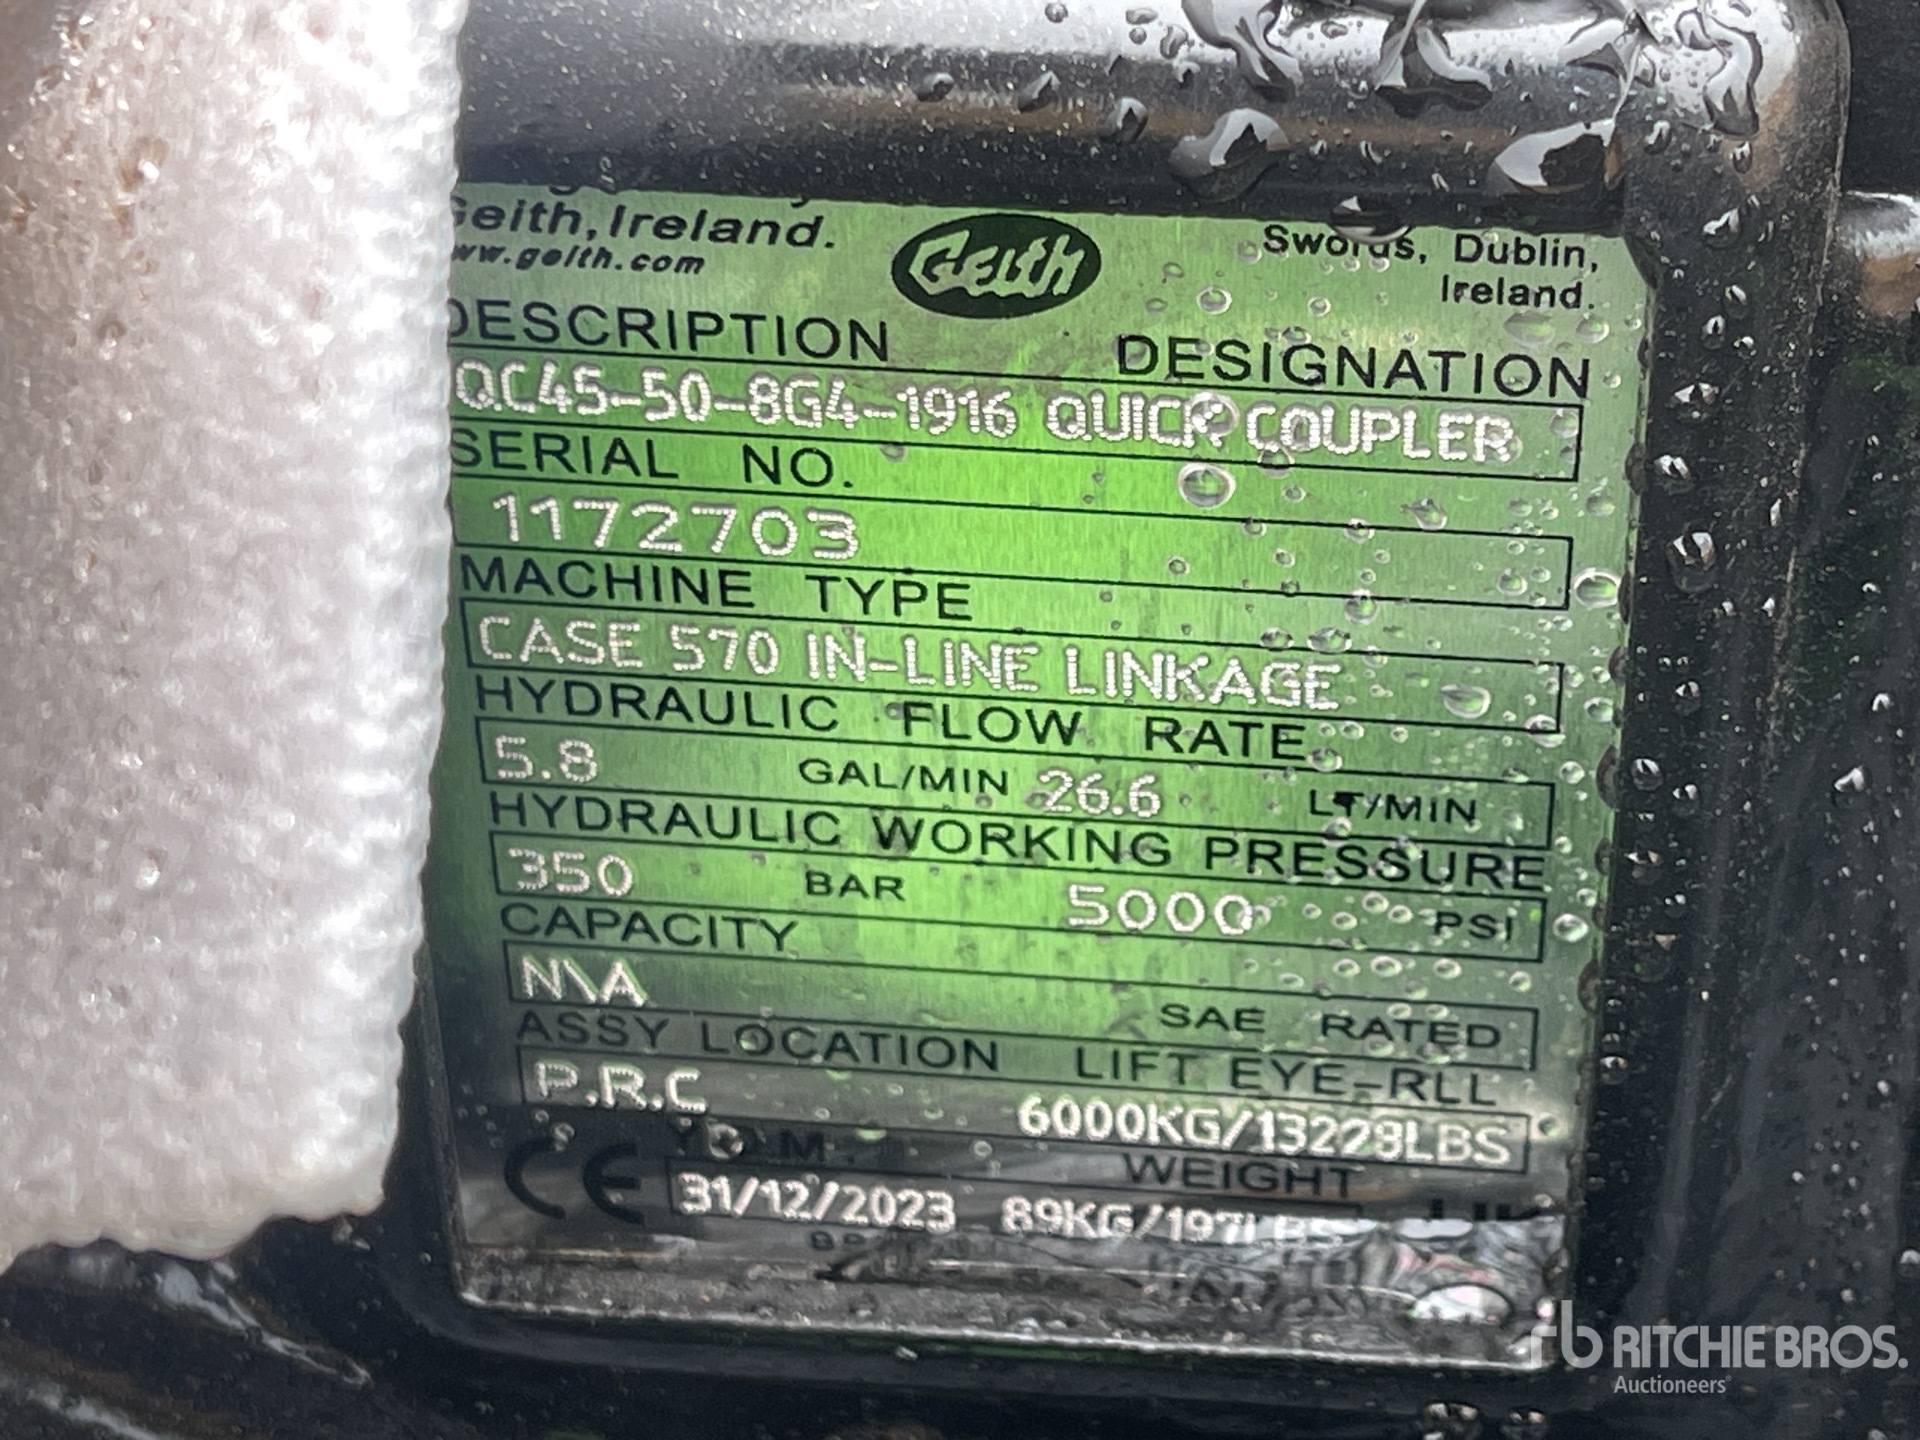 Geith, Ireland.
www.geith.com
Geith
Swords, Dublin,
Ireland.
DESCRIPTION DESIGNATION
QC45-50-8G4-1916 QUICK COUPLER
SERIAL NO.
1172703
MACHINE TYPE
CASE 570 IN-LINE LINKAGE
HYDRAULIC FLOW RATE
5.8 GAL/MIN 26.6 LT/MIN
HYDRAULIC WORKING PRESSURE
350 BAR 5000 PSI
CAPACITY
N\A SAE RATED
ASSY LOCATION LIFT EYE-RLL
P.R.C 6000KG/13228LBS
CE Y.O.M. WEIGHT
31/12/2023 89KG/197LBS
rb RITCHIE BROS.
Auctioneers